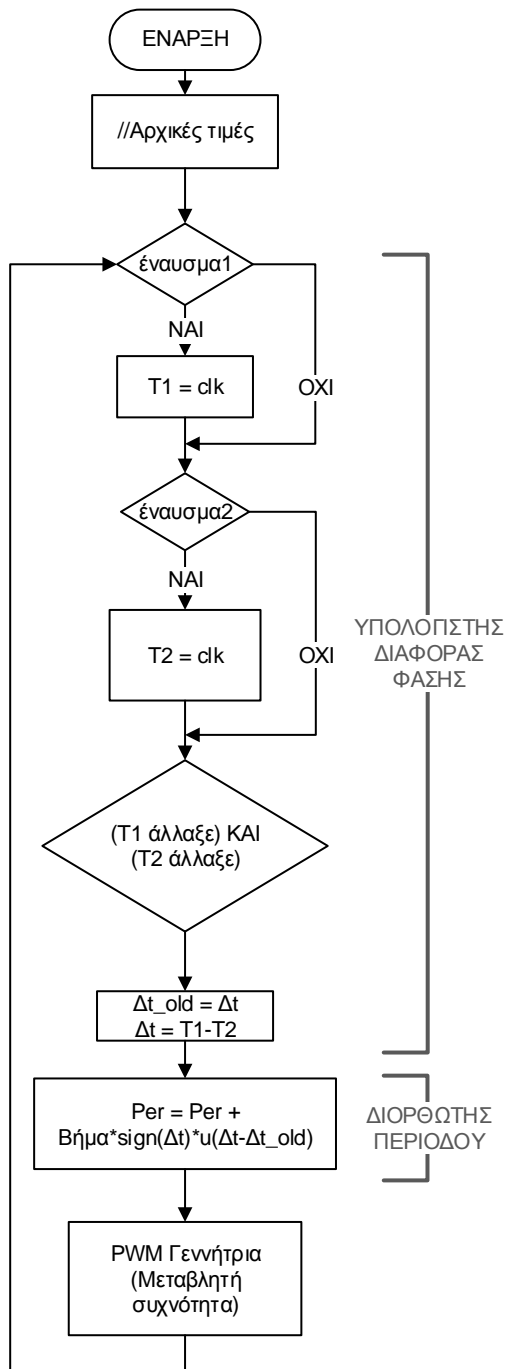 ΕΝΑΡΞΗ
//Αρχικές τιμές
έναυσμα1
ΝΑΙ
ΟΧΙ
T1 = clk
έναυσμα2
ΝΑΙ
ΟΧΙ
T2 = clk
(T1 άλλαξε) ΚΑΙ
(T2 άλλαξε)
Δt_old = Δt
Δt = T1-T2
Per = Per +
Βήμα*sign(Δt)*u(Δt-Δt_old)
PWM Γεννήτρια
(Μεταβλητή
συχνότητα)
ΥΠΟΛΟΓΙΣΤΗΣ
ΔΙΑΦΟΡΑΣ
ΦΑΣΗΣ
ΔΙΟΡΘΩΤΗΣ
ΠΕΡΙΟΔΟΥ